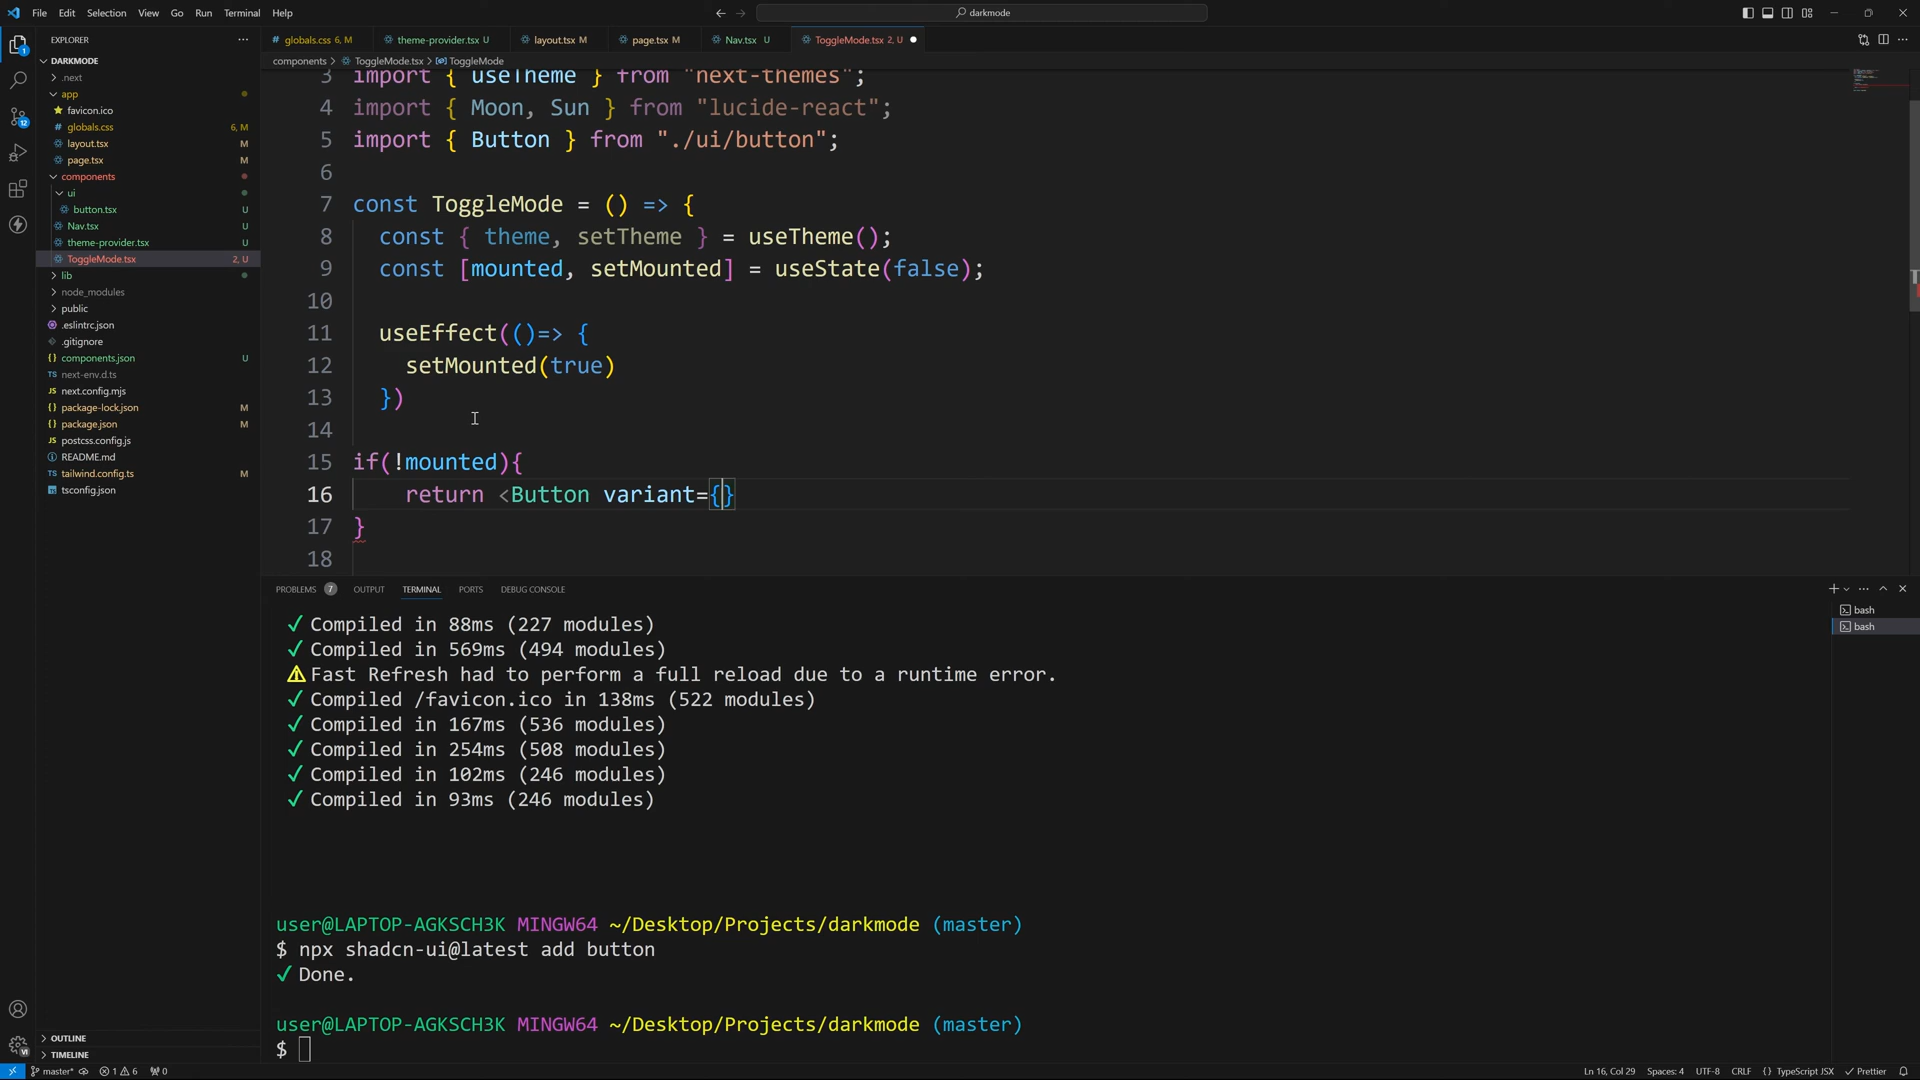 File Edit Selection View Go Run Terminal Help
darkmode
EXPLORER
globals.css 6, M
theme-provider.tsx U
layout.tsx M
page.tsx M
Nav.tsx U
ToggleMode.tsx 2, U
DARKMODE
components > ToggleMode.tsx > ToggleMode
.next
app
favicon.ico
globals.css 6, M
layout.tsx M
page.tsx M
components
ui
button.tsx U
Nav.tsx U
theme-provider.tsx U
ToggleMode.tsx 2, U
lib
node_modules
public
.eslintrc.json
.gitignore
components.json U
next-env.d.ts
next.config.mjs
package-lock.json M
package.json M
postcss.config.js
README.md
tailwind.config.ts M
tsconfig.json
OUTLINE
TIMELINE
3 import { useTheme } from "next-themes";
4 import { Moon, Sun } from "lucide-react";
5 import { Button } from "./ui/button";
6
7 const ToggleMode = () => {
8 const { theme, setTheme } = useTheme();
9 const [mounted, setMounted] = useState(false);
10
11 useEffect(()=> {
12 setMounted(true)
13 })
14
15 if(!mounted){
16 return <Button variant={}
17 }
18
PROBLEMS 7 OUTPUT TERMINAL PORTS DEBUG CONSOLE
bash
bash
✓ Compiled in 88ms (227 modules)
✓ Compiled in 569ms (494 modules)
⚠ Fast Refresh had to perform a full reload due to a runtime error.
✓ Compiled /favicon.ico in 138ms (522 modules)
✓ Compiled in 167ms (536 modules)
✓ Compiled in 254ms (508 modules)
✓ Compiled in 102ms (246 modules)
✓ Compiled in 93ms (246 modules)
user@LAPTOP-AGKSCH3K MINGW64 ~/Desktop/Projects/darkmode (master)
$ npx shadcn-ui@latest add button
✓ Done.
user@LAPTOP-AGKSCH3K MINGW64 ~/Desktop/Projects/darkmode (master)
$
master* 1 6 0
Ln 16, Col 29 Spaces: 4 UTF-8 CRLF {} TypeScript JSX Prettier